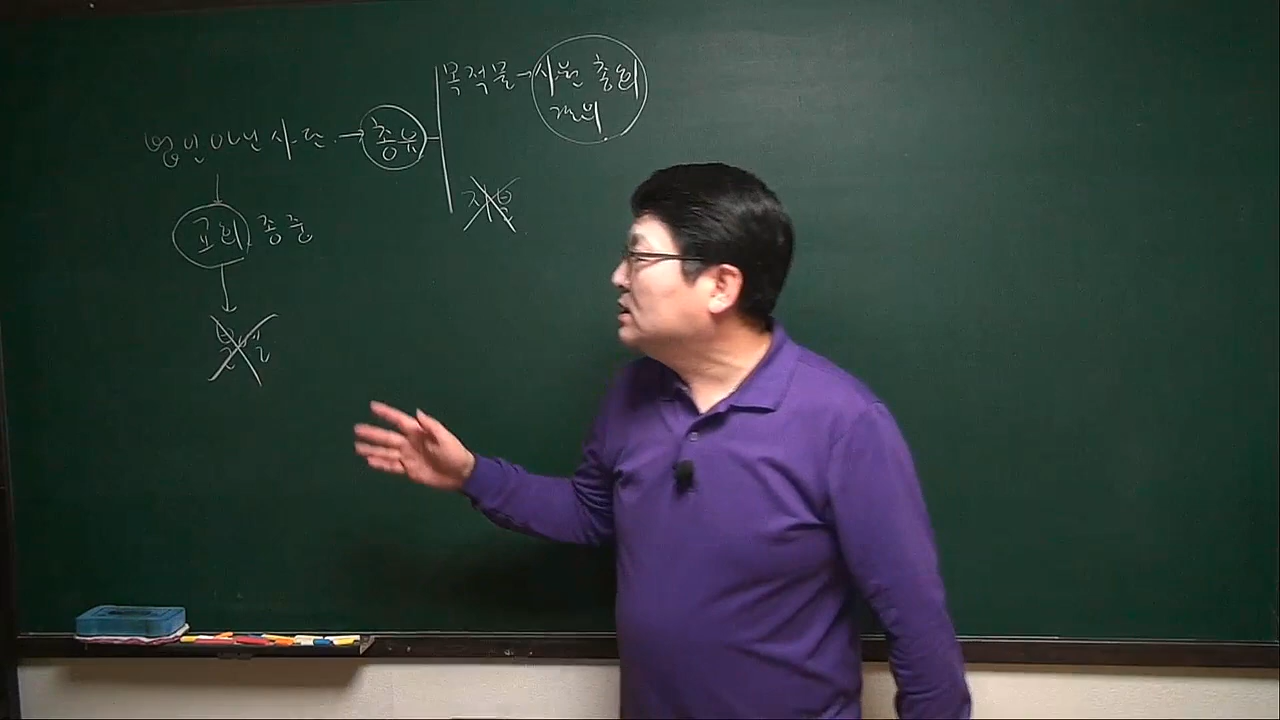 목적물 → 사원 총회
결의
법인 아닌 사단 → 총유
지분
교회, 종중
분열